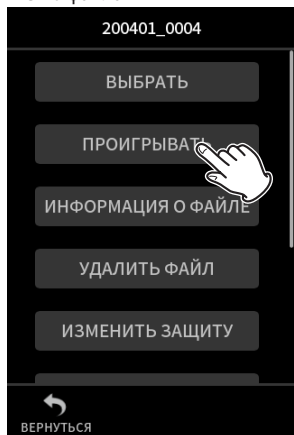 200401_0004
ВЫБРАТЬ
ПРОИГРЫВАТЬ
ИНФОРМАЦИЯ О ФАЙЛЕ
УДАЛИТЬ ФАЙЛ
ИЗМЕНИТЬ ЗАЩИТУ
ВЕРНУТЬСЯ